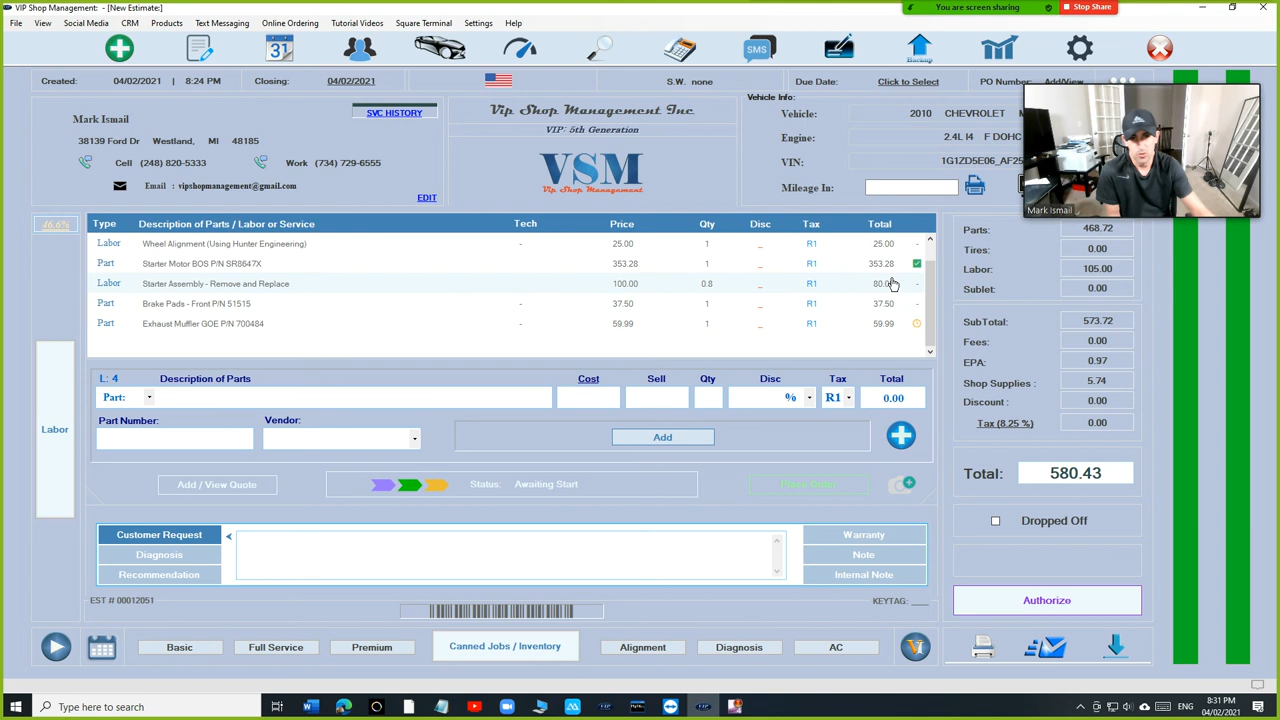 VIP Shop Management: - [New Estimate:]
You are screen sharing
Stop Share
File View Social Media CRM Products Text Messaging Online Ordering Tutorial Videos Square Terminal Settings Help
31
SMS
Backup
Created: 04/02/2021 | 8:24 PM Closing: 04/02/2021 S.W. none Due Date: Click to Select PO Number: Add/View
Mark Ismail
SVC HISTORY
38139 Ford Dr Westland, MI 48185
Cell (248) 820-5333 Work (734) 729-6555
Email : vipshopmanagement@gmail.com
EDIT
Vip Shop Management Inc
VIP: 5th Generation
VSM
Vip Shop Management
Vehicle Info:
Vehicle: 2010 CHEVROLET M
Engine: 2.4L I4 F DOHC
VIN: 1G1ZD5E06_AF25
Mileage In:
Mark Ismail
46.6%
Labor
Type Description of Parts / Labor or Service Tech Price Qty Disc Tax Total
Labor Wheel Alignment (Using Hunter Engineering) - 25.00 1 _ R1 25.00 -
Part Starter Motor BOS P/N SR8647X 353.28 1 _ R1 353.28
Labor Starter Assembly - Remove and Replace 100.00 0.8 _ R1 -
Part Brake Pads - Front P/N 51515 - 37.50 1 _ R1 37.50 -
Part Exhaust Muffler GOE P/N 700484 - 59.99 1 _ R1 59.99
L: 4 Description of Parts Cost Sell Qty Disc Tax Total
Part: % R1 0.00
Part Number: Vendor:
Add
Add / View Quote Status: Awaiting Start Place Order
Customer Request
Diagnosis
Recommendation
Warranty
Note
Internal Note
EST # 00012051 KEYTAG: ___
Parts: 468.72
Tires: 0.00
Labor: 105.00
Sublet: 0.00
SubTotal: 573.72
Fees: 0.00
EPA: 0.97
Shop Supplies : 5.74
Discount : 0.00
Tax (8.25 %) 0.00
Total: 580.43
Dropped Off
Authorize
Basic Full Service Premium Canned Jobs / Inventory Alignment Diagnosis AC
Type here to search
ENG
8:31 PM
04/02/2021